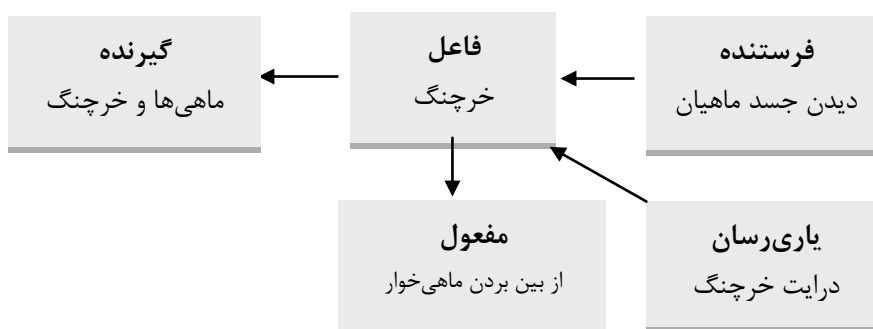 فرستنده
دیدن جسد ماهیان
فاعل
خرچنگ
گیرنده
ماهی‌ها و خرچنگ
یاری‌رسان
درایت خرچنگ
مفعول
از بین بردن ماهی‌خوار